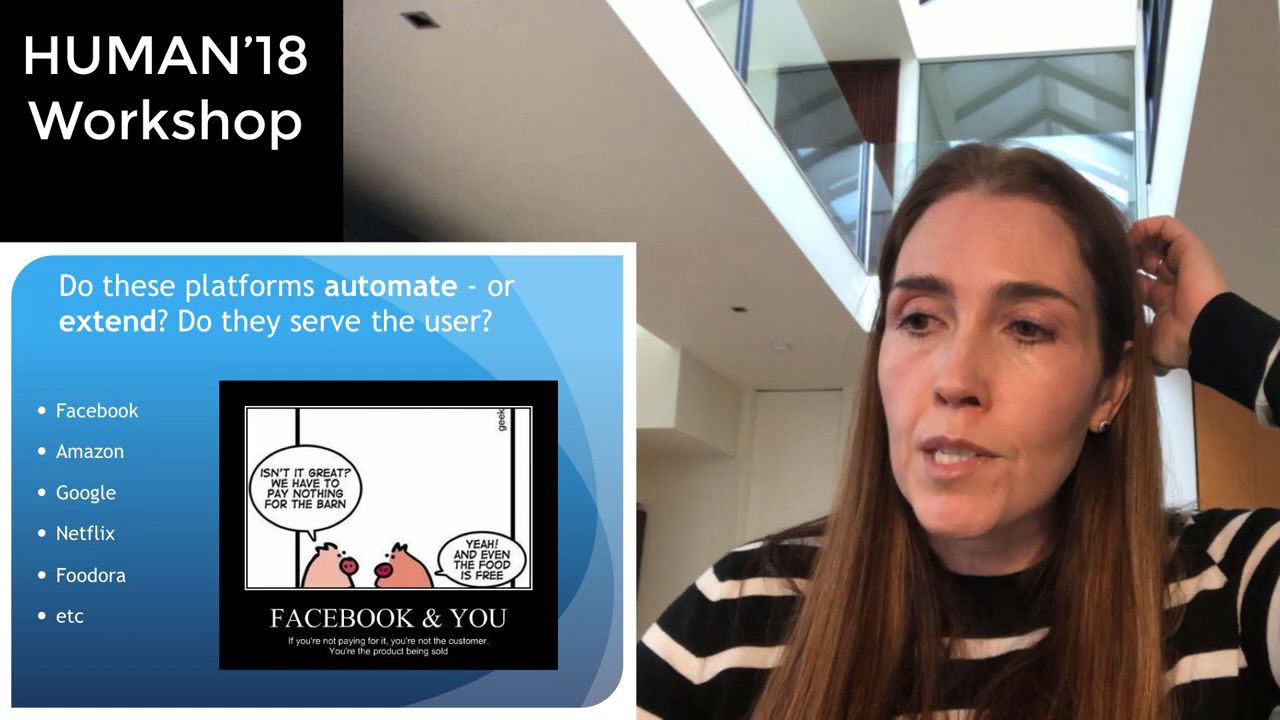 HUMAN’18
Workshop
Do these platforms automate - or
extend? Do they serve the user?
• Facebook
• Amazon
• Google
• Netflix
• Foodora
• etc
geek
ISN'T IT GREAT?
WE HAVE TO
PAY NOTHING
FOR THE BARN
YEAH!
AND EVEN
THE FOOD
IS FREE
FACEBOOK & YOU
If you're not paying for it, you're not the customer.
You're the product being sold